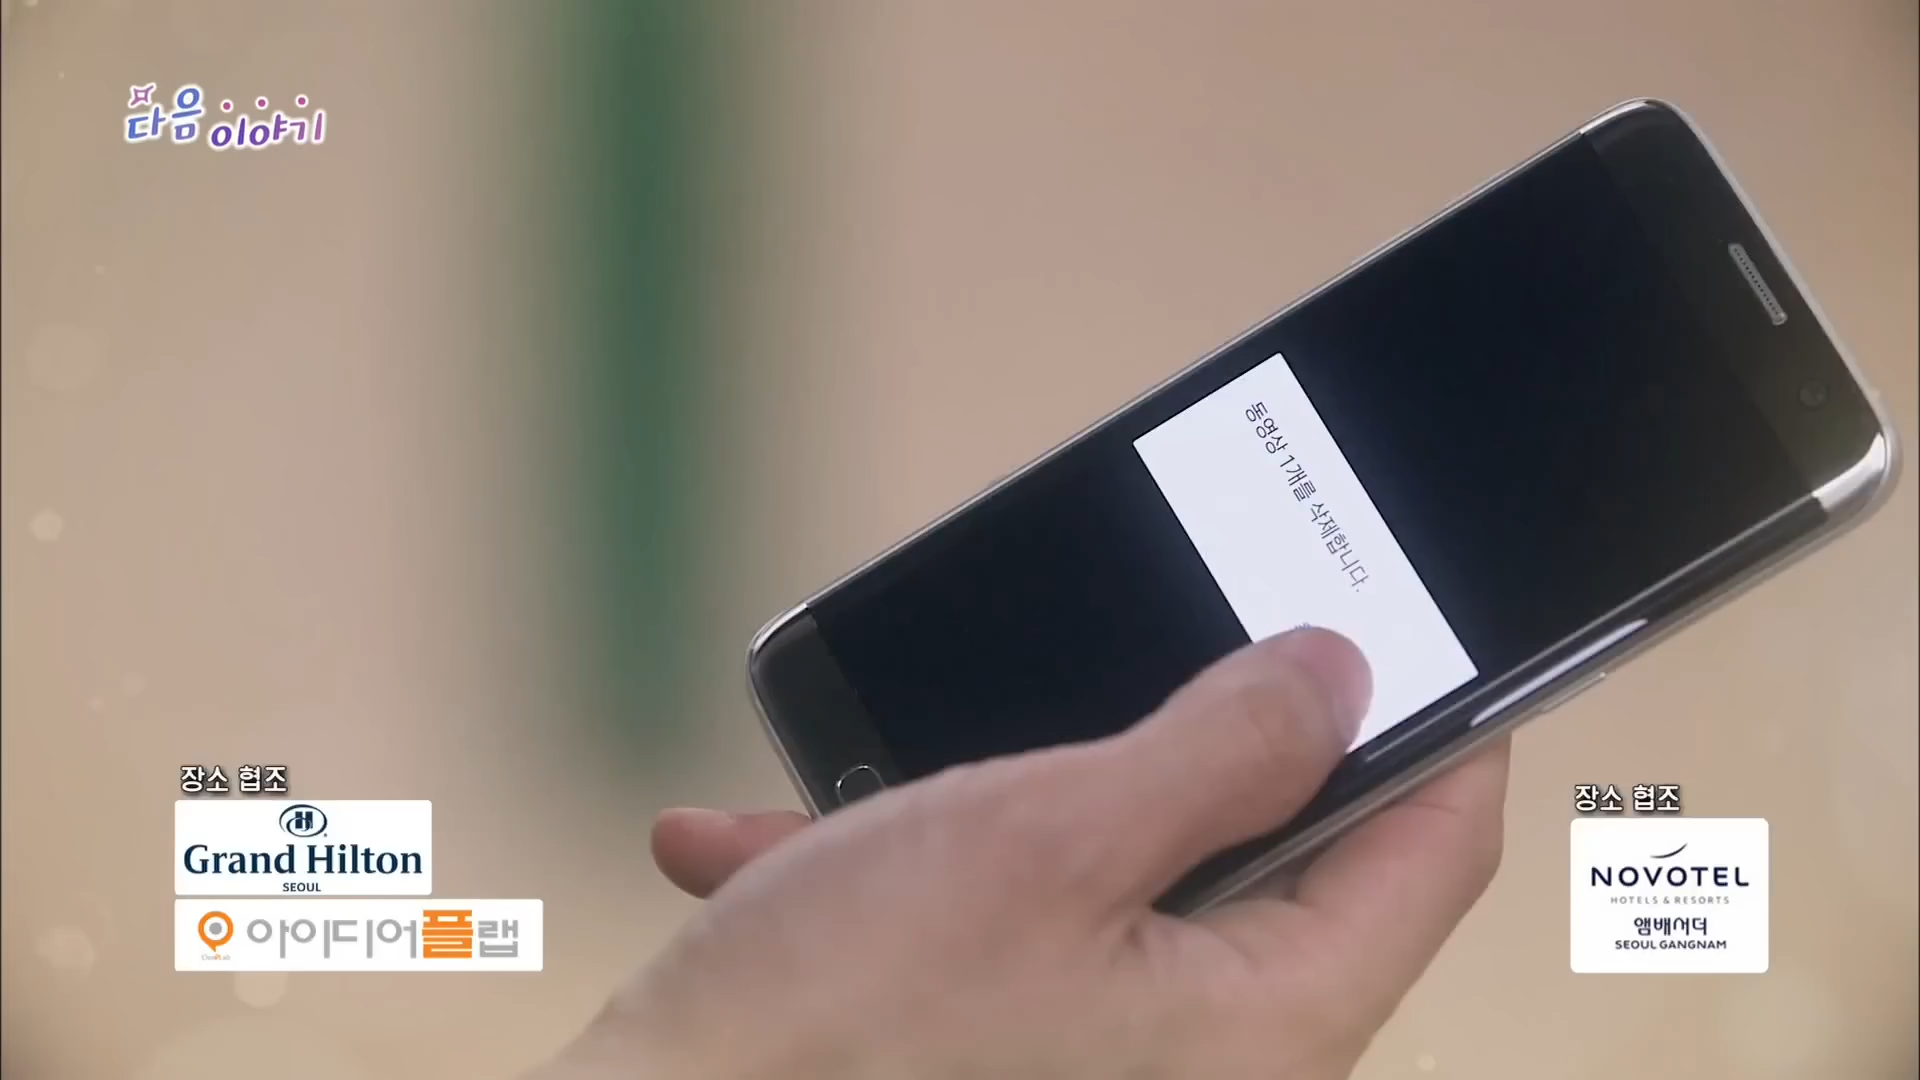 다음 이야기
동영상 1개를 삭제합니다.
장소 협조
Grand Hilton
SEOUL
아이디어플랩
장소 협조
NOVOTEL
HOTELS & RESORTS
앰배서더
SEOUL GANGNAM